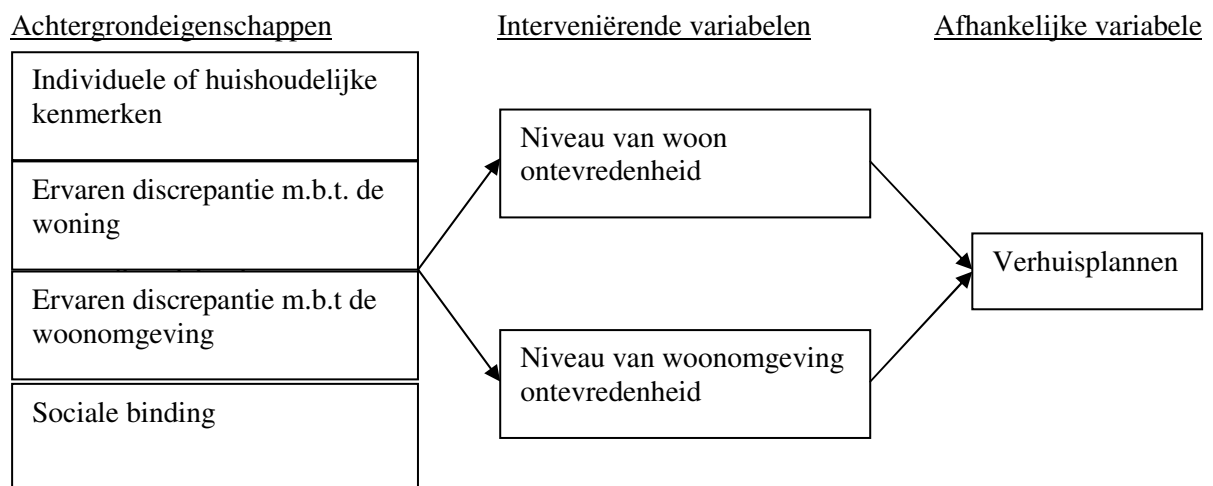 Achtergrondeigenschappen
Interveniërende variabelen
Afhankelijke variabele
Individuele of huishoudelijke
kenmerken
Ervaren discrepantie m.b.t. de
woning
Ervaren discrepantie m.b.t de
woonomgeving
Sociale binding
Niveau van woon
ontevredenheid
Niveau van woonomgeving
ontevredenheid
Verhuisplannen